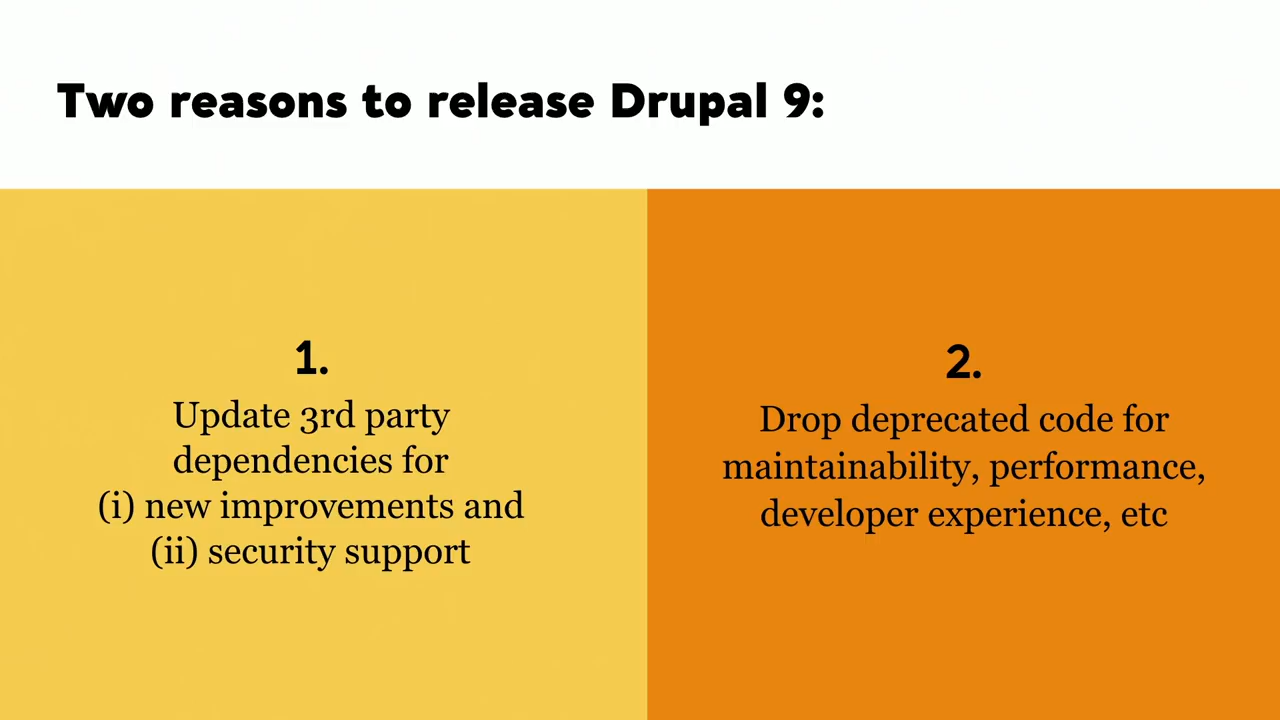 Two reasons to release Drupal 9:
1.
Update 3rd party
dependencies for
(i) new improvements and
(ii) security support
2.
Drop deprecated code for
maintainability, performance,
developer experience, etc